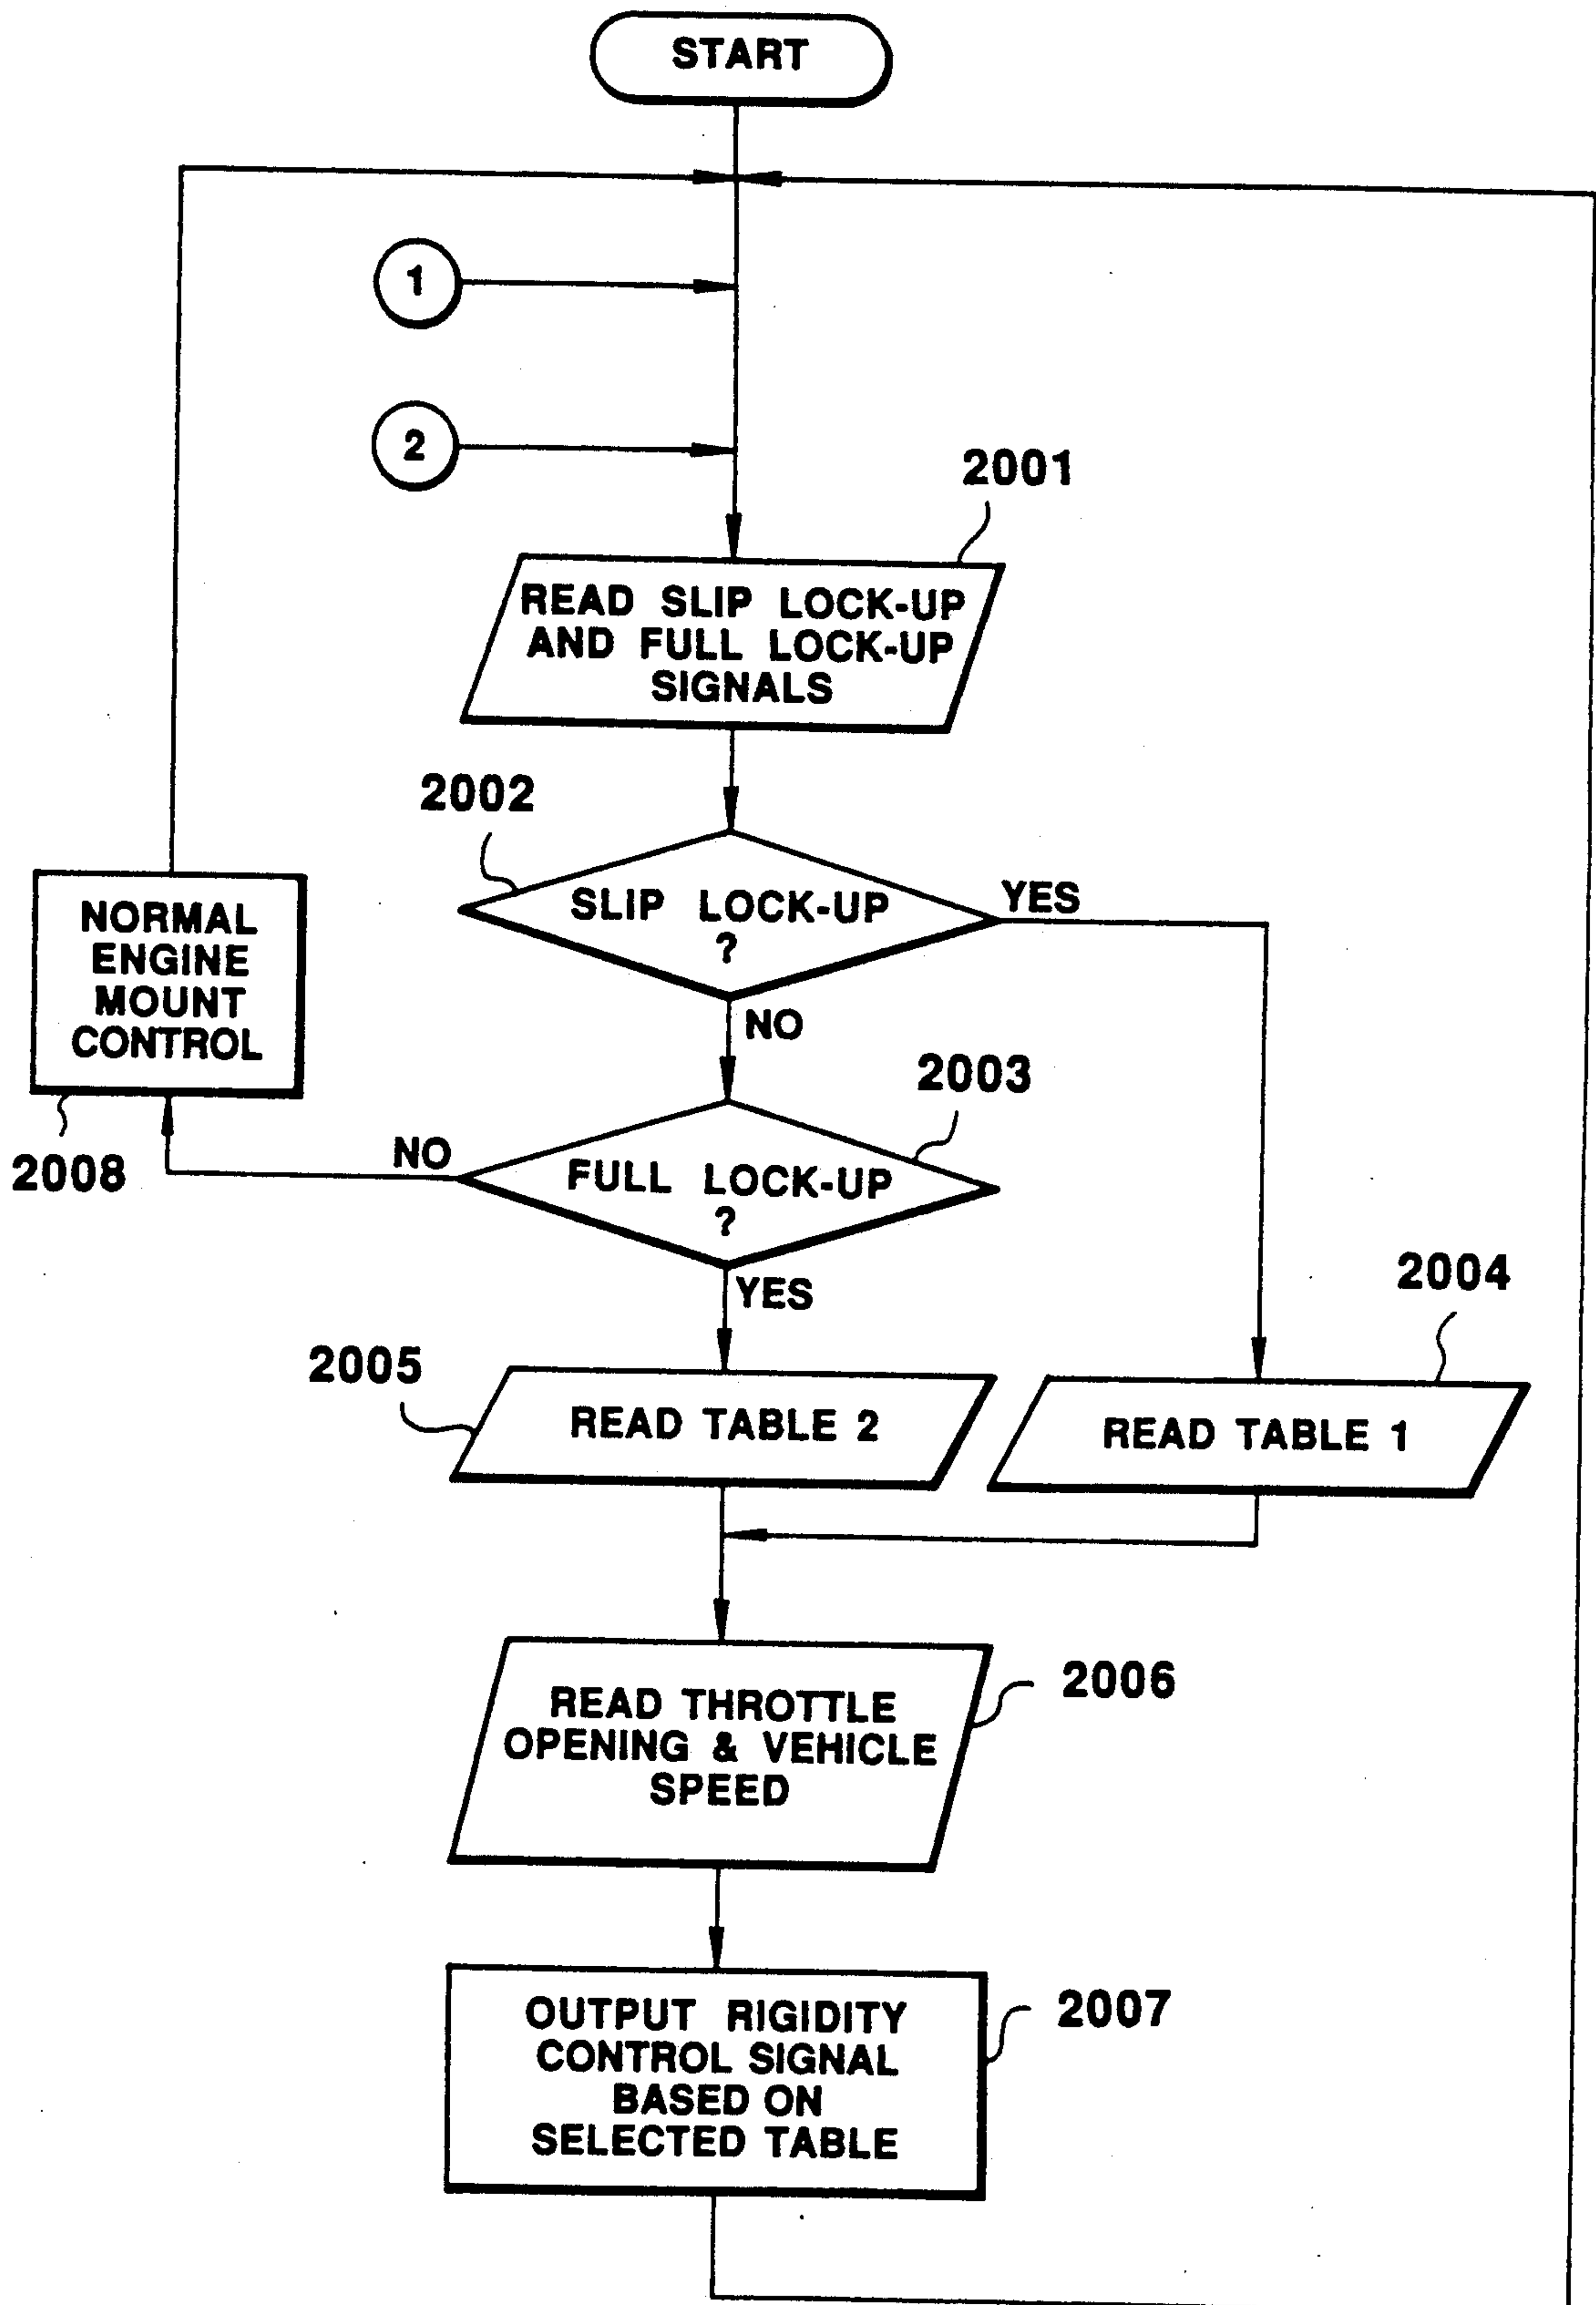 START
1
2
2001
READ SLIP LOCK-UP
AND FULL LOCK-UP
SIGNALS
2002
SLIP LOCK-UP
?
YES
NO
NORMAL
ENGINE
MOUNT
CONTROL
2008
2003
FULL LOCK-UP
?
NO
YES
2004
2005
READ TABLE 2
READ TABLE 1
2006
READ THROTTLE
OPENING & VEHICLE
SPEED
2007
OUTPUT RIGIDITY
CONTROL SIGNAL
BASED ON
SELECTED TABLE